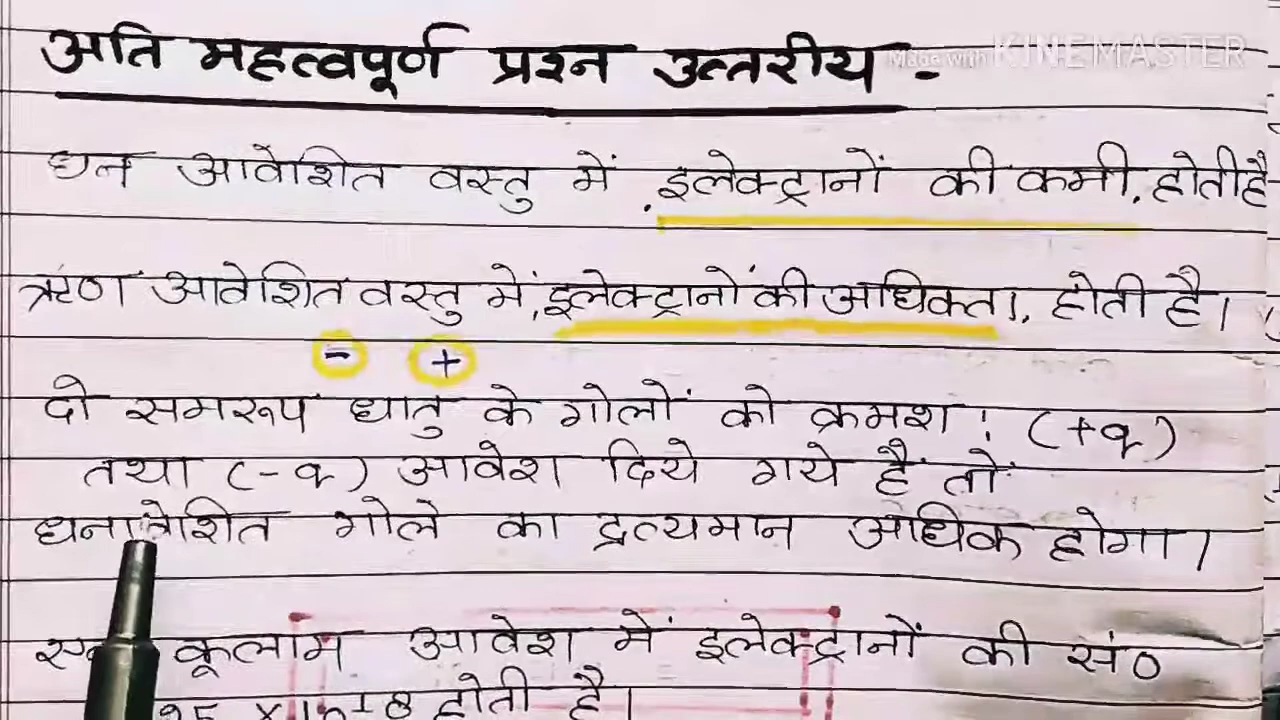 अति महत्वपूर्ण प्रश्न उत्तरीय -
Made with KINEMASTER
धन आवेशित वस्तु में इलेक्ट्रानों की कमी होती है
ऋण आवेशित वस्तु में इलेक्ट्रानों की अधिकता होती है।
- +
दो समरूप धातु के गोलों को क्रमश: (+q)
तथा (-q) आवेश दिये गये है तों
धनावेशित गोले का द्रव्यमान अधिक होगा।
कूलाम आवेश में इलेक्ट्रानों की सं०
होती है।